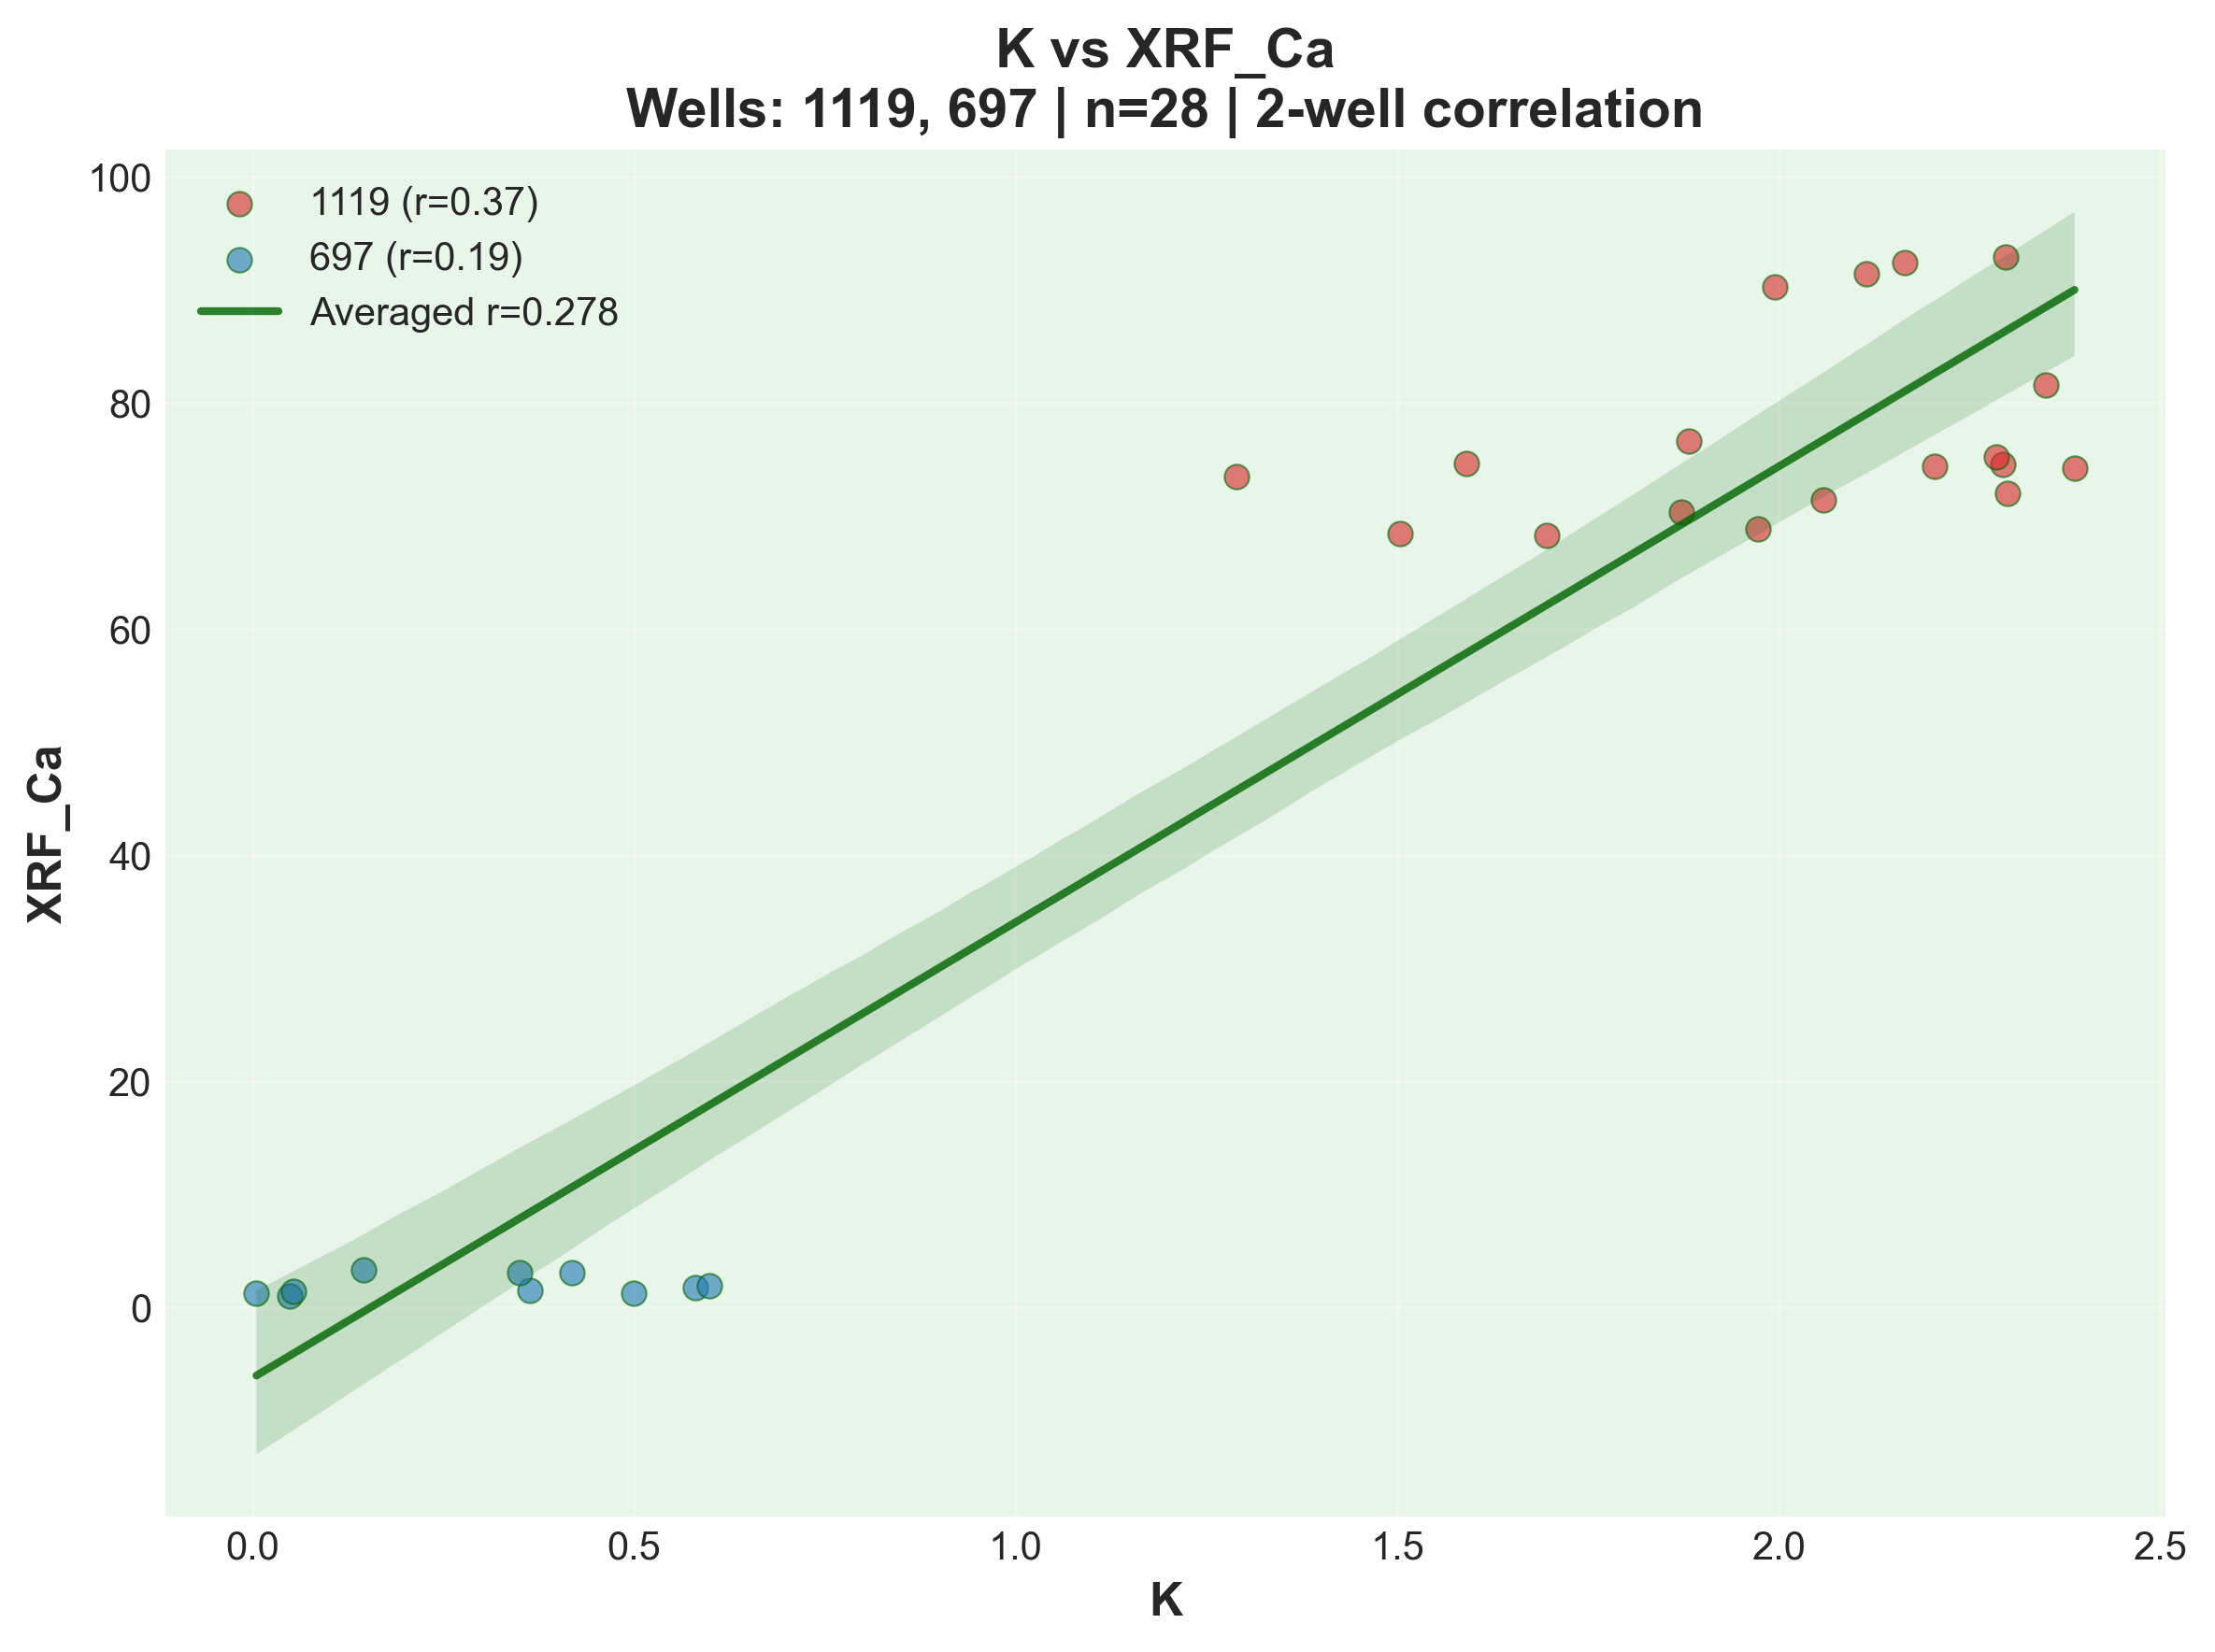 K vs XRF_Ca
Wells: 1119, 697 | n=28 | 2-well correlation
1119 (r=0.37)
697 (r=0.19)
Averaged r=0.278
XRF_Ca
100
80
60
40
20
0
0.0 0.5 1.0 1.5 2.0 2.5
K